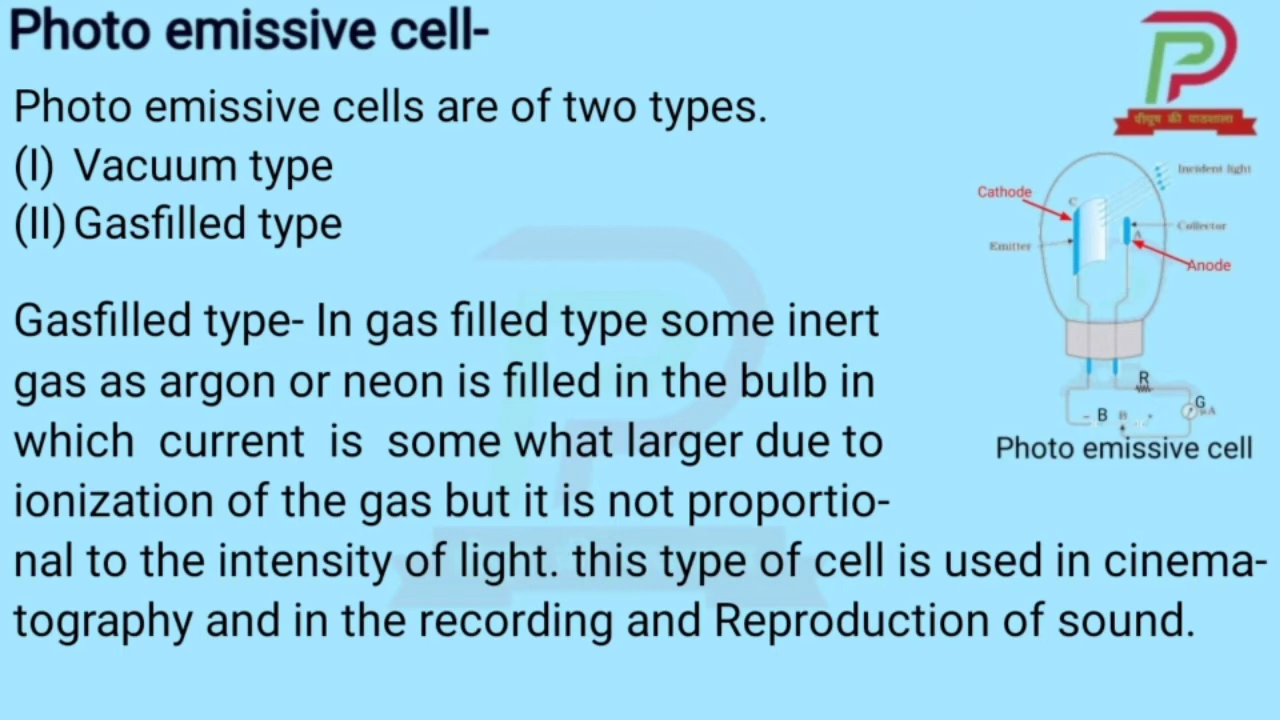 Photo emissive cell-
Photo emissive cells are of two types.
(I) Vacuum type
(II) Gasfilled type
Gasfilled type- In gas filled type some inert
gas as argon or neon is filled in the bulb in
which current is some what larger due to
ionization of the gas but it is not proportio-
nal to the intensity of light. this type of cell is used in cinema-
tography and in the recording and Reproduction of sound.
पीयूष की पाठशाला
Incident light
Cathode
C
Collector
A
Emitter
Anode
R
- B B +
G
µA
Photo emissive cell